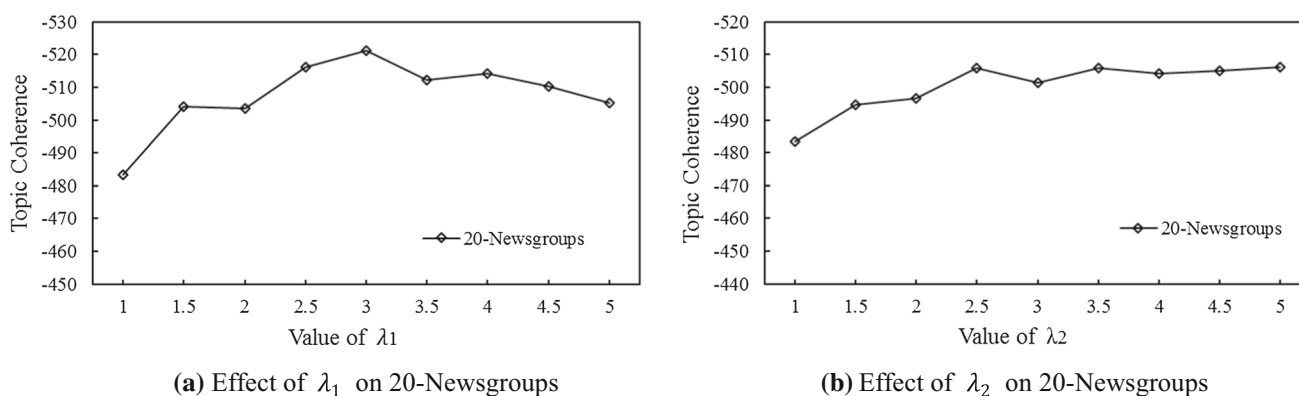 -530
-520
-510
-500
-490
-480
-470
-460
-450
Topic Coherence
20-Newsgroups
1 1.5 2 2.5 3 3.5 4 4.5 5
Value of λ1
(a) Effect of λ₁ on 20-Newsgroups
-520
-510
-500
-490
-480
-470
-460
-450
-440
Topic Coherence
20-Newsgroups
1 1.5 2 2.5 3 3.5 4 4.5 5
Value of λ2
(b) Effect of λ₂ on 20-Newsgroups